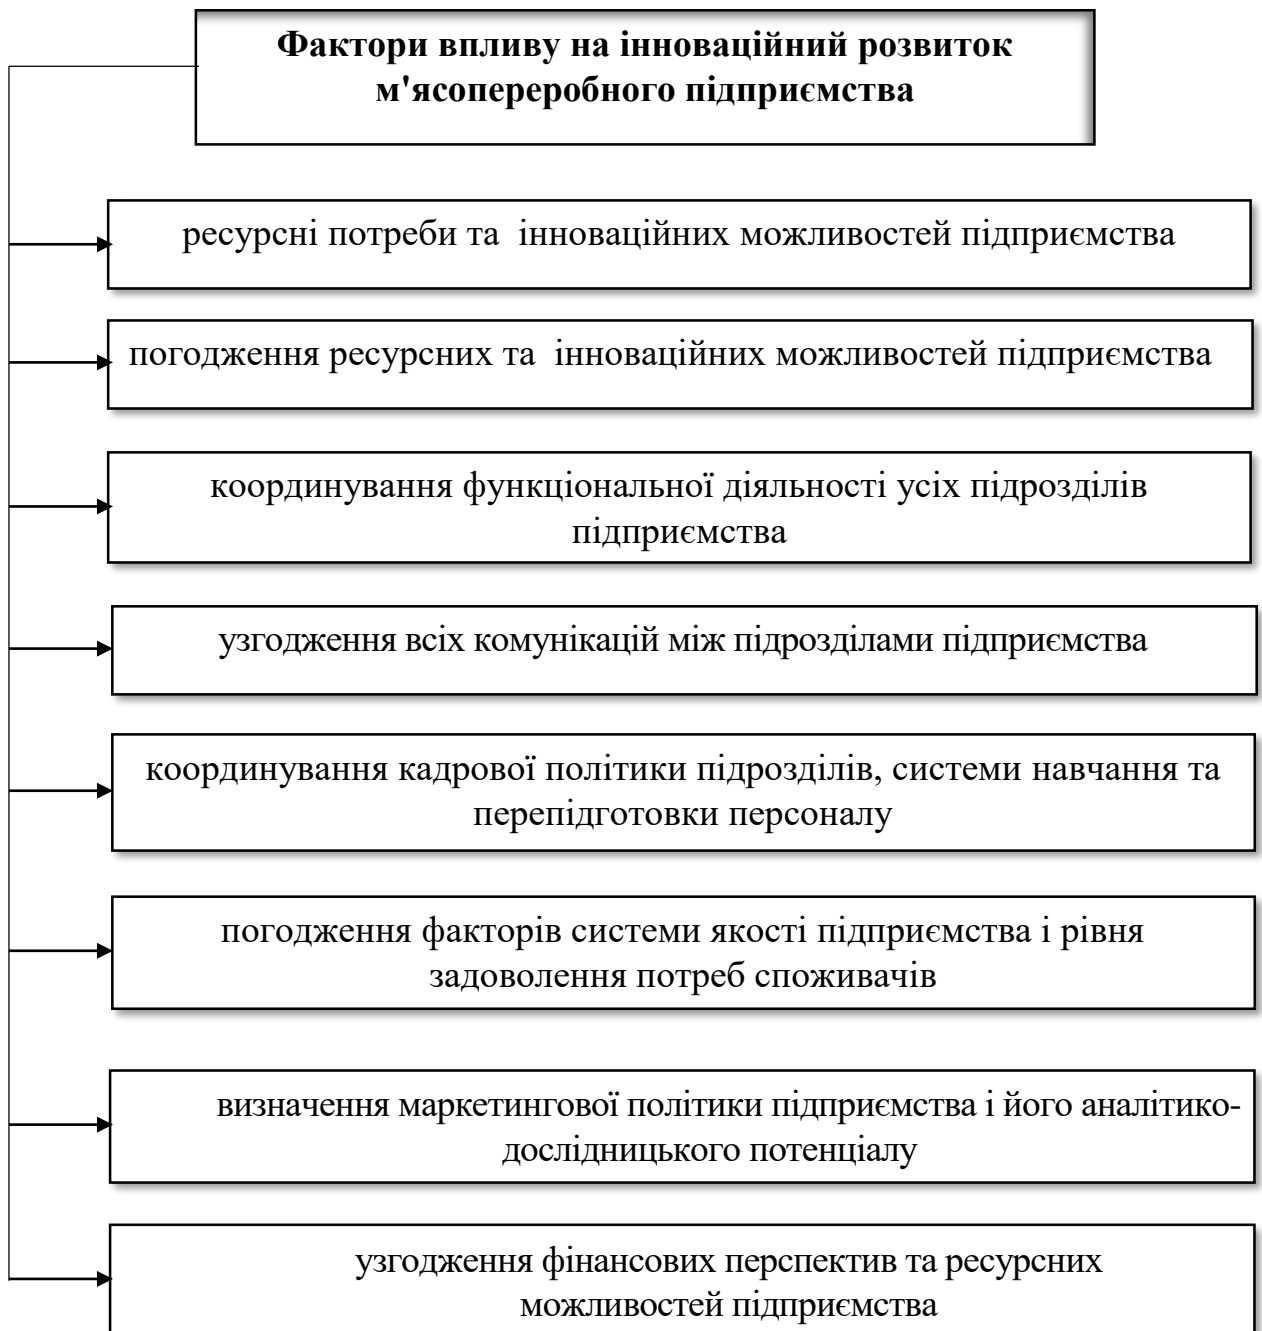 Фактори впливу на інноваційний розвиток
м'ясопереробного підприємства
ресурсні потреби та інноваційних можливостей підприємства
погодження ресурсних та інноваційних можливостей підприємства
координування функціональної діяльності усіх підрозділів
підприємства
узгодження всіх комунікацій між підрозділами підприємства
координування кадрової політики підрозділів, системи навчання та
перепідготовки персоналу
погодження факторів системи якості підприємства і рівня
задоволення потреб споживачів
визначення маркетингової політики підприємства і його аналітико-
дослідницького потенціалу
узгодження фінансових перспектив та ресурсних
можливостей підприємства